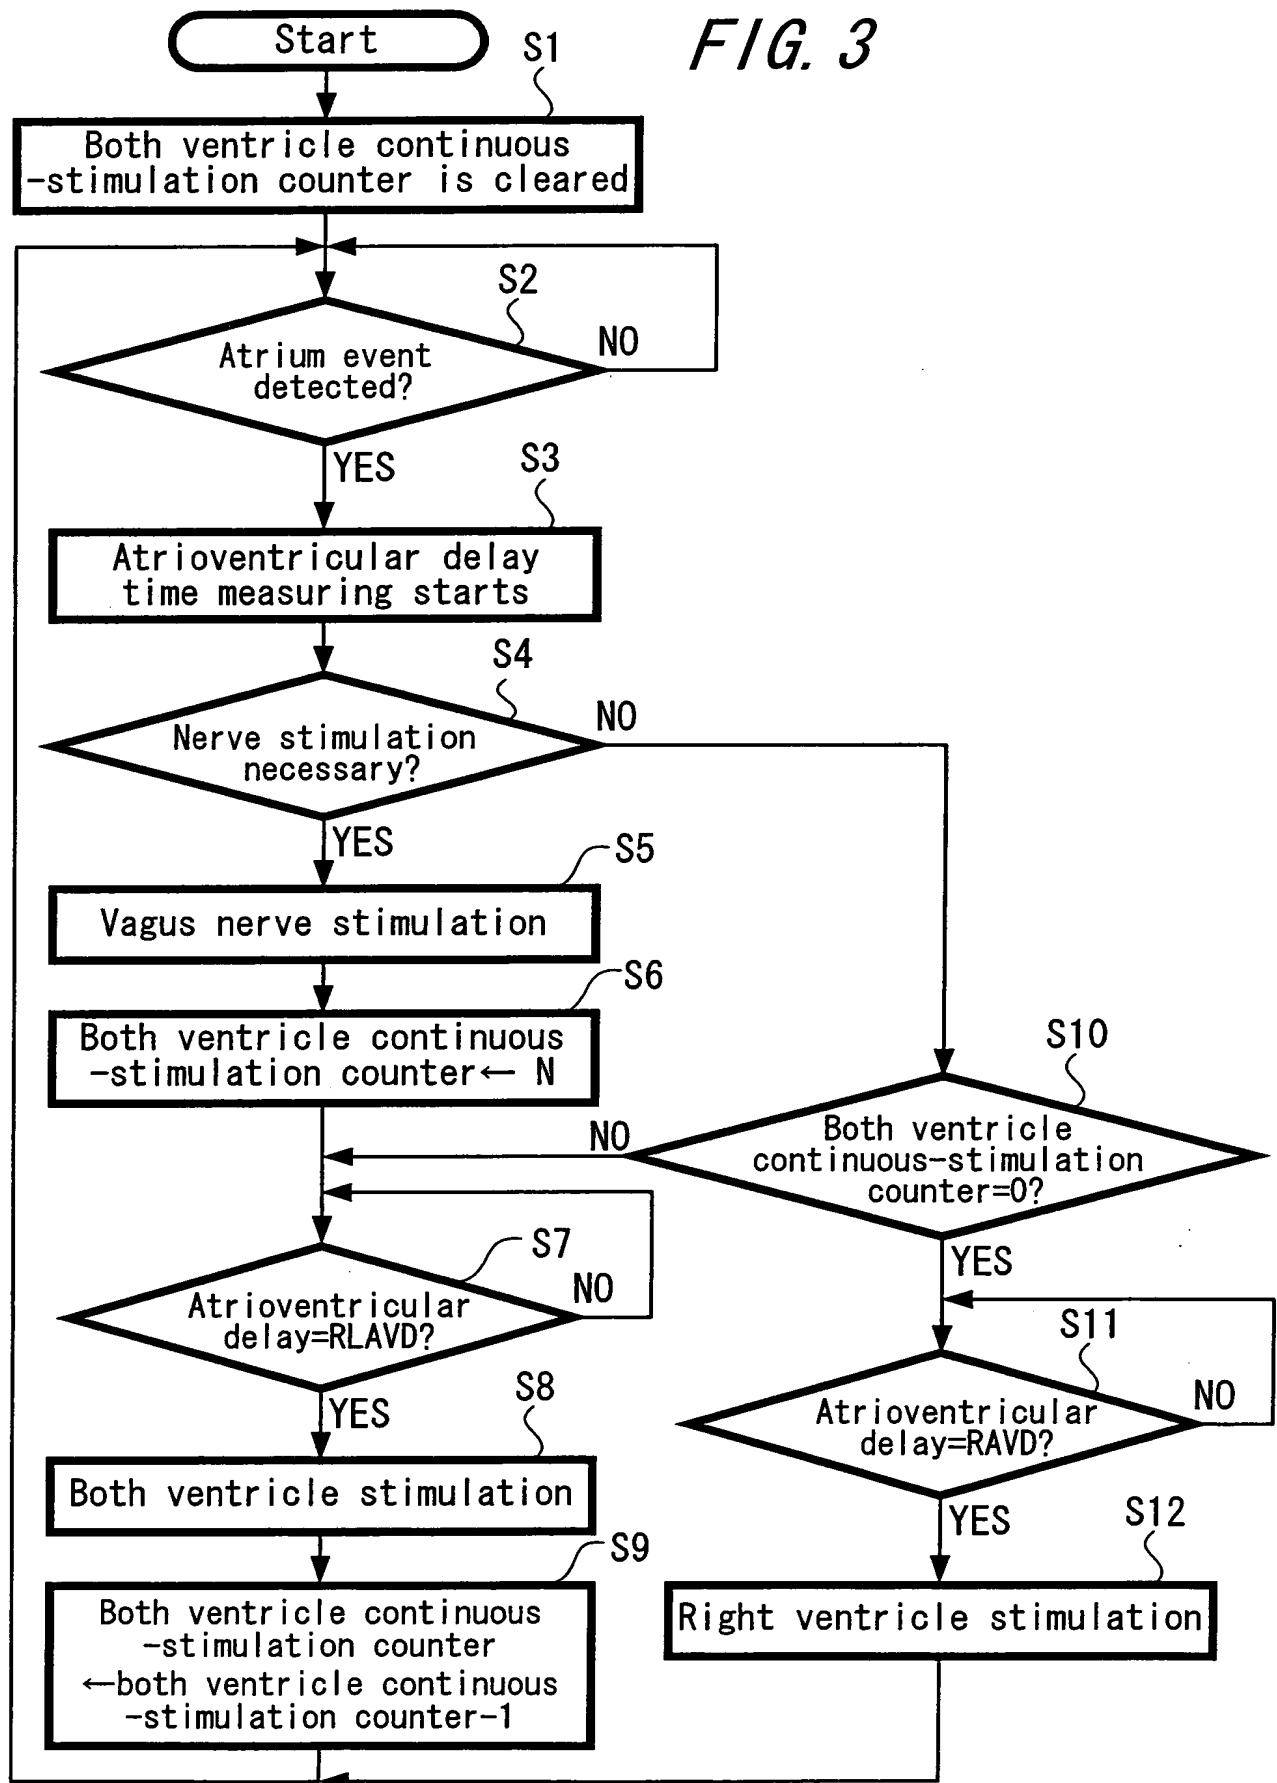 FIG. 3
Start
S1
Both ventricle continuous
-stimulation counter is cleared
S2
Atrium event
detected?
NO
YES
S3
Atrioventricular delay
time measuring starts
S4
Nerve stimulation
necessary?
NO
YES
S5
Vagus nerve stimulation
S6
Both ventricle continuous
-stimulation counter← N
S10
Both ventricle
continuous-stimulation
counter=0?
NO
YES
S7
Atrioventricular
delay=RLAVD?
NO
YES
S11
Atrioventricular
delay=RAVD?
NO
YES
S8
Both ventricle stimulation
S9
Both ventricle continuous
-stimulation counter
←both ventricle continuous
-stimulation counter-1
S12
Right ventricle stimulation